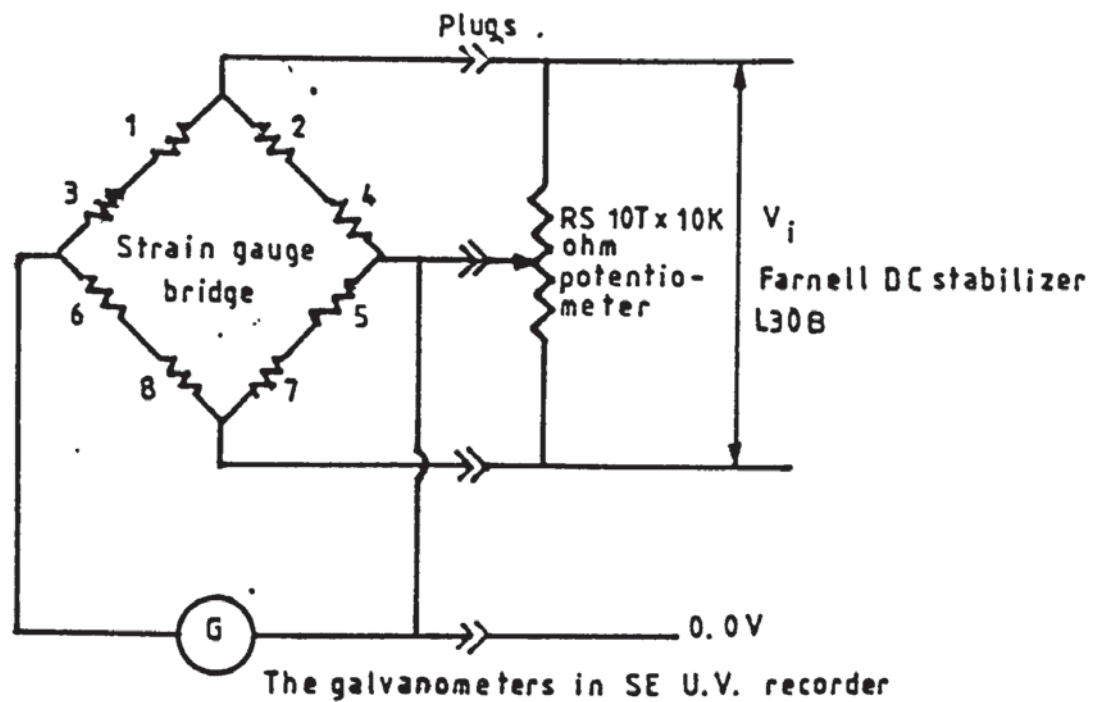 Plugs .
1
2
3
4
Strain gauge
bridge
6
5
8
7
RS 10T x 10K
ohm
potentio-
meter
V i
Farnell DC stabilizer
L30B
G
0.0V
The galvanometers in SE U.V. recorder